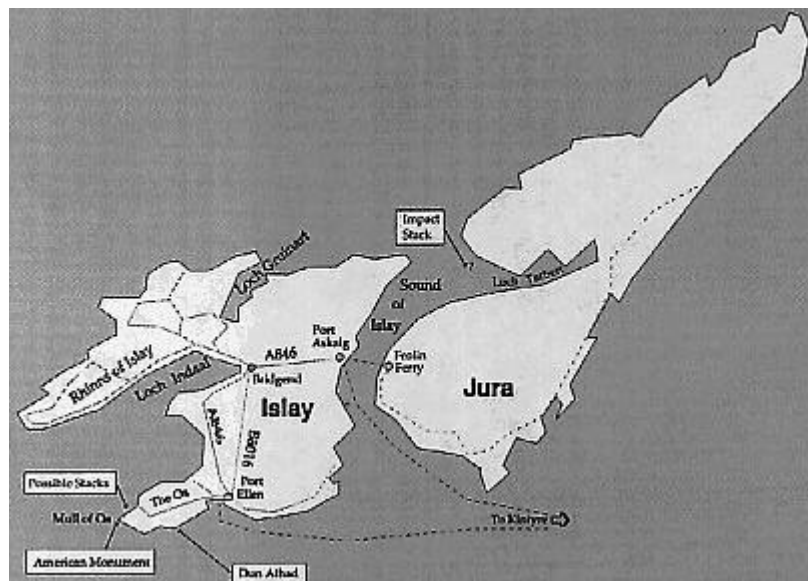 Impact
Stack
??
Loch Gruinart
Loch Tarbert
Sound
of
Islay
Port
Askaig
A846
Frolin
Ferry
Rhinns of Islay
Loch Indaal
Bridgend
Islay
Jura
A846
B8016
Possible Stacks
The Oa
Port
Ellen
Mull of Oa
To Kintyre
American Monument
Dun Athad